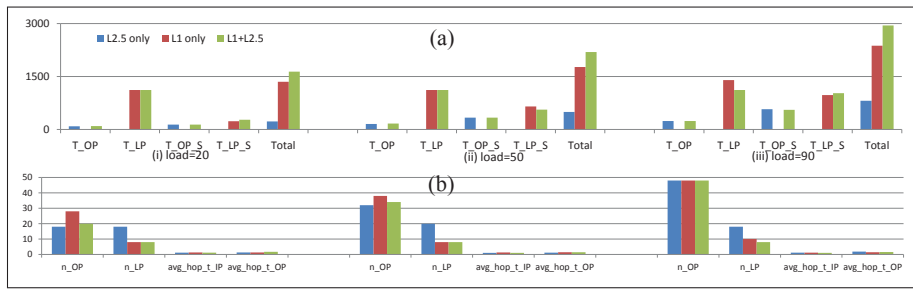 3000
(a)
L2.5 only L1 only L1+L2.5
1500
0
T_OP T_LP T_OP_S T_LP_S Total T_OP T_LP T_OP_S T_LP_S Total T_OP T_LP T_OP_S T_LP_S Total
(i) load=20 (ii) load=50 (iii) load=90
50
(b)
40
30
20
10
0
n_OP n_LP avg_hop_t_IP avg_hop_t_OP n_OP n_LP avg_hop_t_IP avg_hop_t_OP n_OP n_LP avg_hop_t_IP avg_hop_t_OP